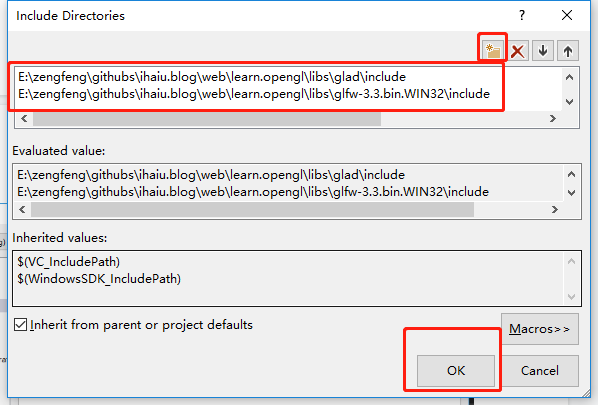 Include Directories
E:\zengfeng\githubs\ihaiu.blog\web\learn.opengl\libs\glad\include
E:\zengfeng\githubs\ihaiu.blog\web\learn.opengl\libs\glfw-3.3.bin.WIN32\include
Evaluated value:
E:\zengfeng\githubs\ihaiu.blog\web\learn.opengl\libs\glad\include
E:\zengfeng\githubs\ihaiu.blog\web\learn.opengl\libs\glfw-3.3.bin.WIN32\include
Inherited values:
$(VC_IncludePath)
$(WindowsSDK_IncludePath)
Inherit from parent or project defaults
Macros>>
OK
Cancel